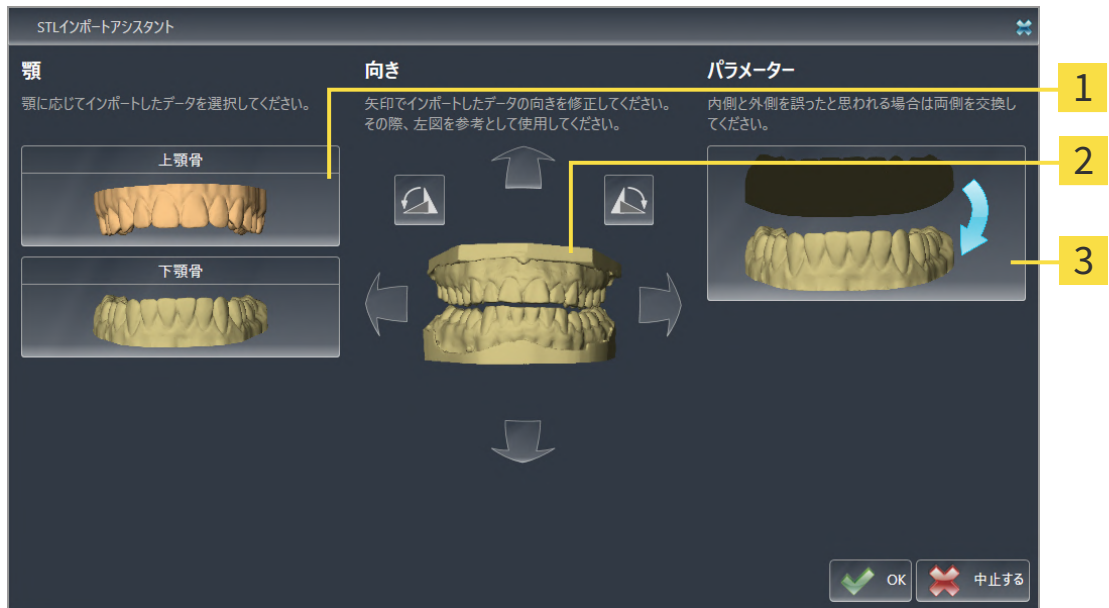 STLインポートアシスタント
顎
顎に応じてインポートしたデータを選択してください。
上顎骨
下顎骨
向き
矢印でインポートしたデータの向きを修正してください。
その際、左図を参考として使用してください。
パラメーター
内側と外側を誤ったと思われる場合は両側を交換し
てください。
1
2
3
OK
中止する